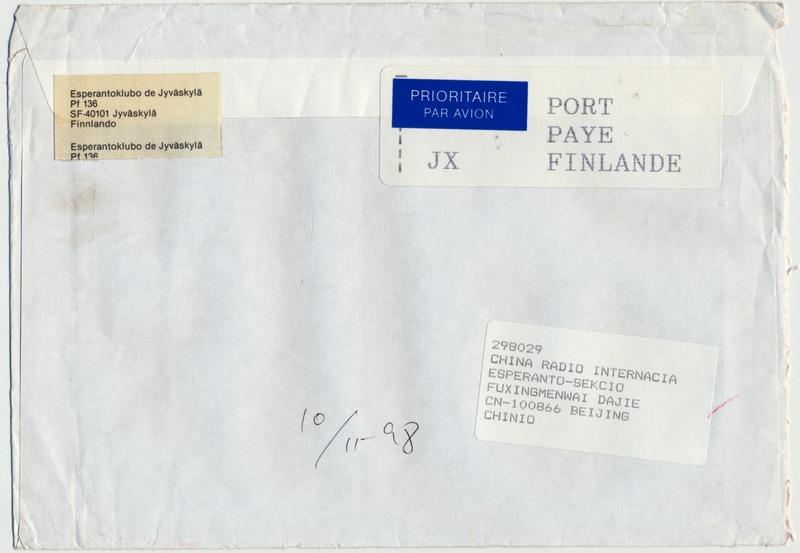 Esperantoklubo de Jyväskylä
Pf 136
SF-40101 Jyväskylä
Finnlando
Esperantoklubo de Jyväskylä
Pf 136
PRIORITAIRE
PAR AVION
JX
PORT
PAYE
FINLANDE
298029
CHINA RADIO INTERNACIA
ESPERANTO-SEKCIO
FUXINGMENWAI DAJIE
CN-100866 BEIJING
CHINIO
10/11-98